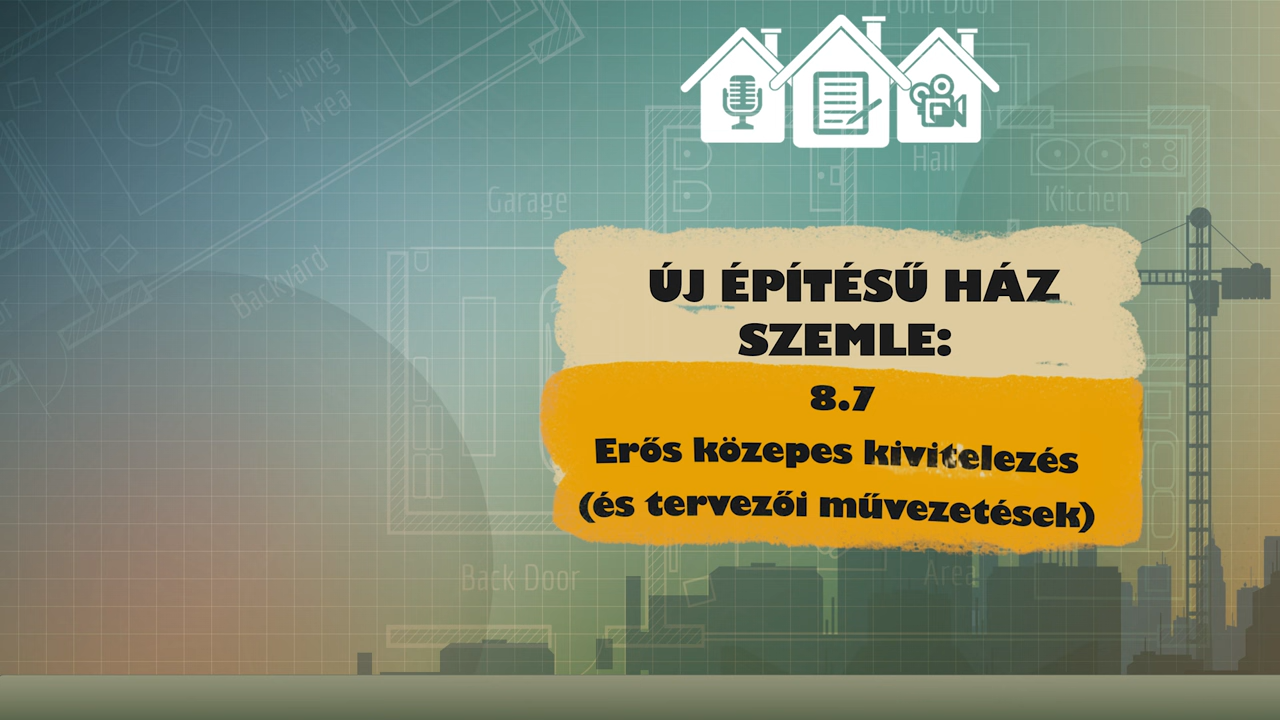 Front Door
Living
Area
Hall
Garage
Kitchen
Backyard
ÚJ ÉPÍTÉSŰ HÁZ
SZEMLE:
8.7
Erős közepes kivitelezés
(és tervezői művezetések)
Back Door
Area